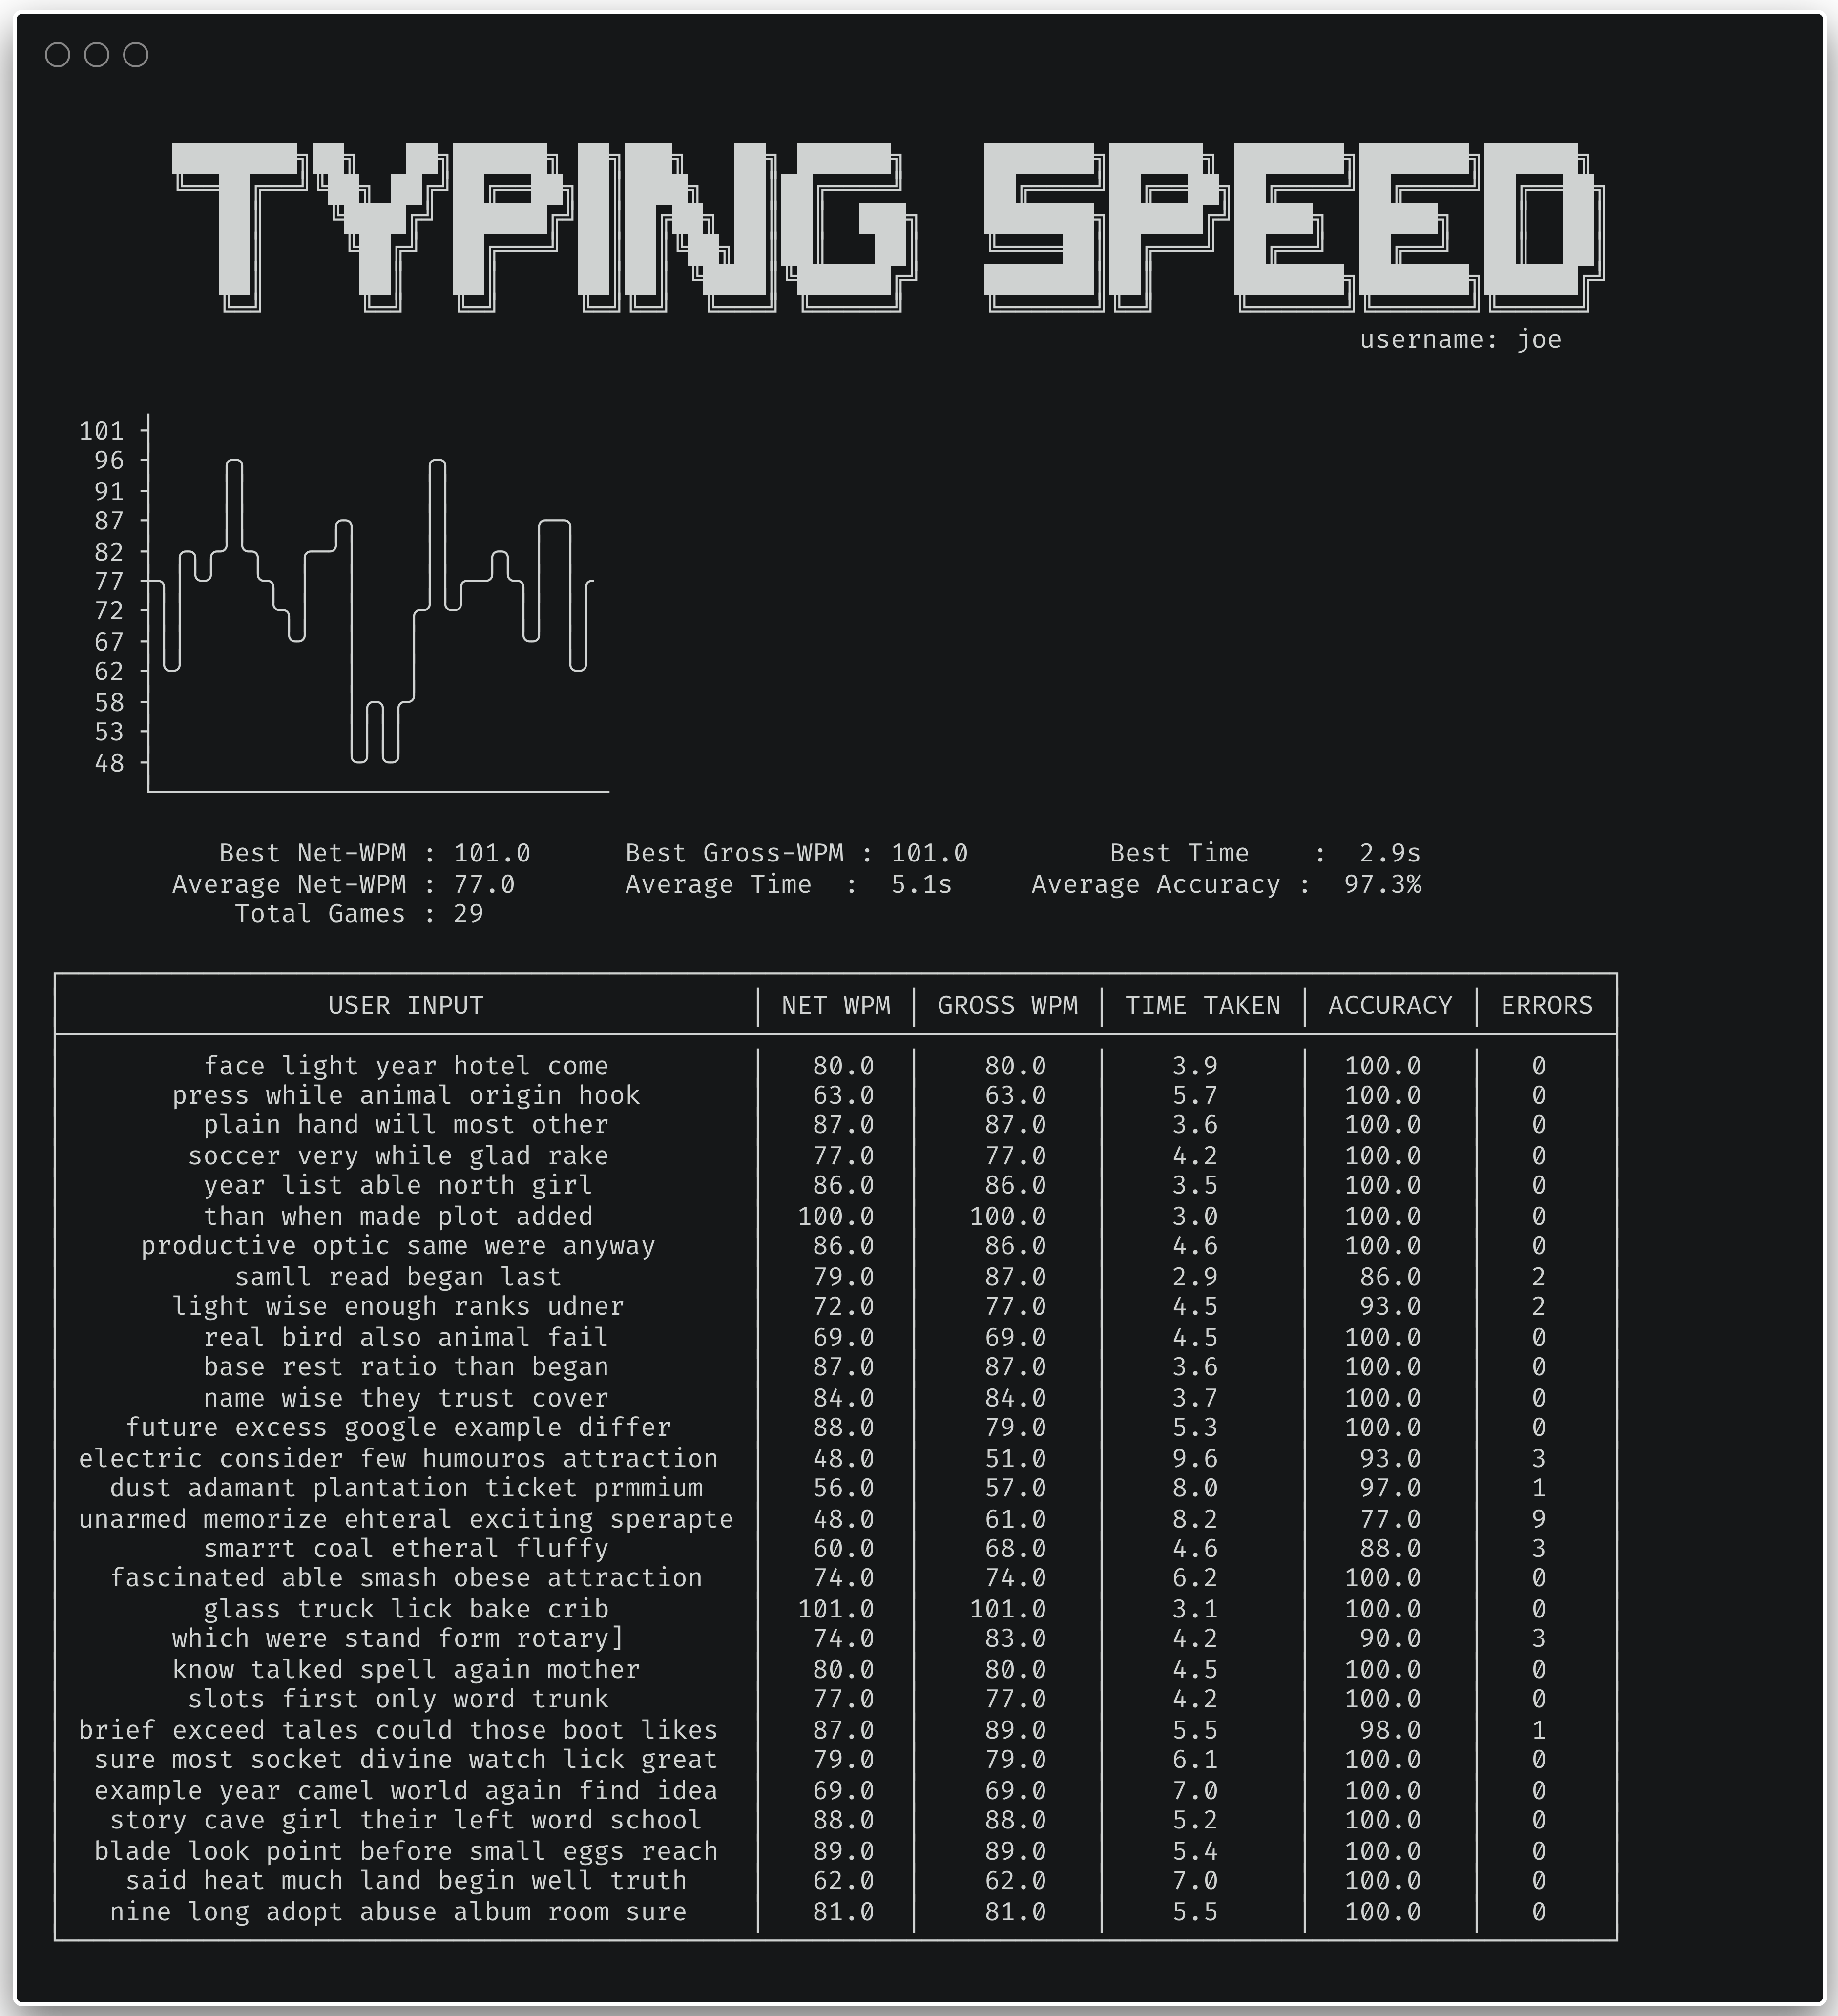 TYPING SPEED
username: joe
101
96
91
87
82
77
72
67
62
58
53
48
Best Net-WPM : 101.0 Best Gross-WPM : 101.0 Best Time : 2.9s
Average Net-WPM : 77.0 Average Time : 5.1s Average Accuracy : 97.3%
Total Games : 29
USER INPUT NET WPM GROSS WPM TIME TAKEN ACCURACY ERRORS
face light year hotel come 80.0 80.0 3.9 100.0 0
press while animal origin hook 63.0 63.0 5.7 100.0 0
plain hand will most other 87.0 87.0 3.6 100.0 0
soccer very while glad rake 77.0 77.0 4.2 100.0 0
year list able north girl 86.0 86.0 3.5 100.0 0
than when made plot added 100.0 100.0 3.0 100.0 0
productive optic same were anyway 86.0 86.0 4.6 100.0 0
samll read began last 79.0 87.0 2.9 86.0 2
light wise enough ranks udner 72.0 77.0 4.5 93.0 2
real bird also animal fail 69.0 69.0 4.5 100.0 0
base rest ratio than began 87.0 87.0 3.6 100.0 0
name wise they trust cover 84.0 84.0 3.7 100.0 0
future excess google example differ 88.0 79.0 5.3 100.0 0
electric consider few humouros attraction 48.0 51.0 9.6 93.0 3
dust adamant plantation ticket prmmium 56.0 57.0 8.0 97.0 1
unarmed memorize ehteral exciting sperapte 48.0 61.0 8.2 77.0 9
smarrt coal etheral fluffy 60.0 68.0 4.6 88.0 3
fascinated able smash obese attraction 74.0 74.0 6.2 100.0 0
glass truck lick bake crib 101.0 101.0 3.1 100.0 0
which were stand form rotary] 74.0 83.0 4.2 90.0 3
know talked spell again mother 80.0 80.0 4.5 100.0 0
slots first only word trunk 77.0 77.0 4.2 100.0 0
brief exceed tales could those boot likes 87.0 89.0 5.5 98.0 1
sure most socket divine watch lick great 79.0 79.0 6.1 100.0 0
example year camel world again find idea 69.0 69.0 7.0 100.0 0
story cave girl their left word school 88.0 88.0 5.2 100.0 0
blade look point before small eggs reach 89.0 89.0 5.4 100.0 0
said heat much land begin well truth 62.0 62.0 7.0 100.0 0
nine long adopt abuse album room sure 81.0 81.0 5.5 100.0 0